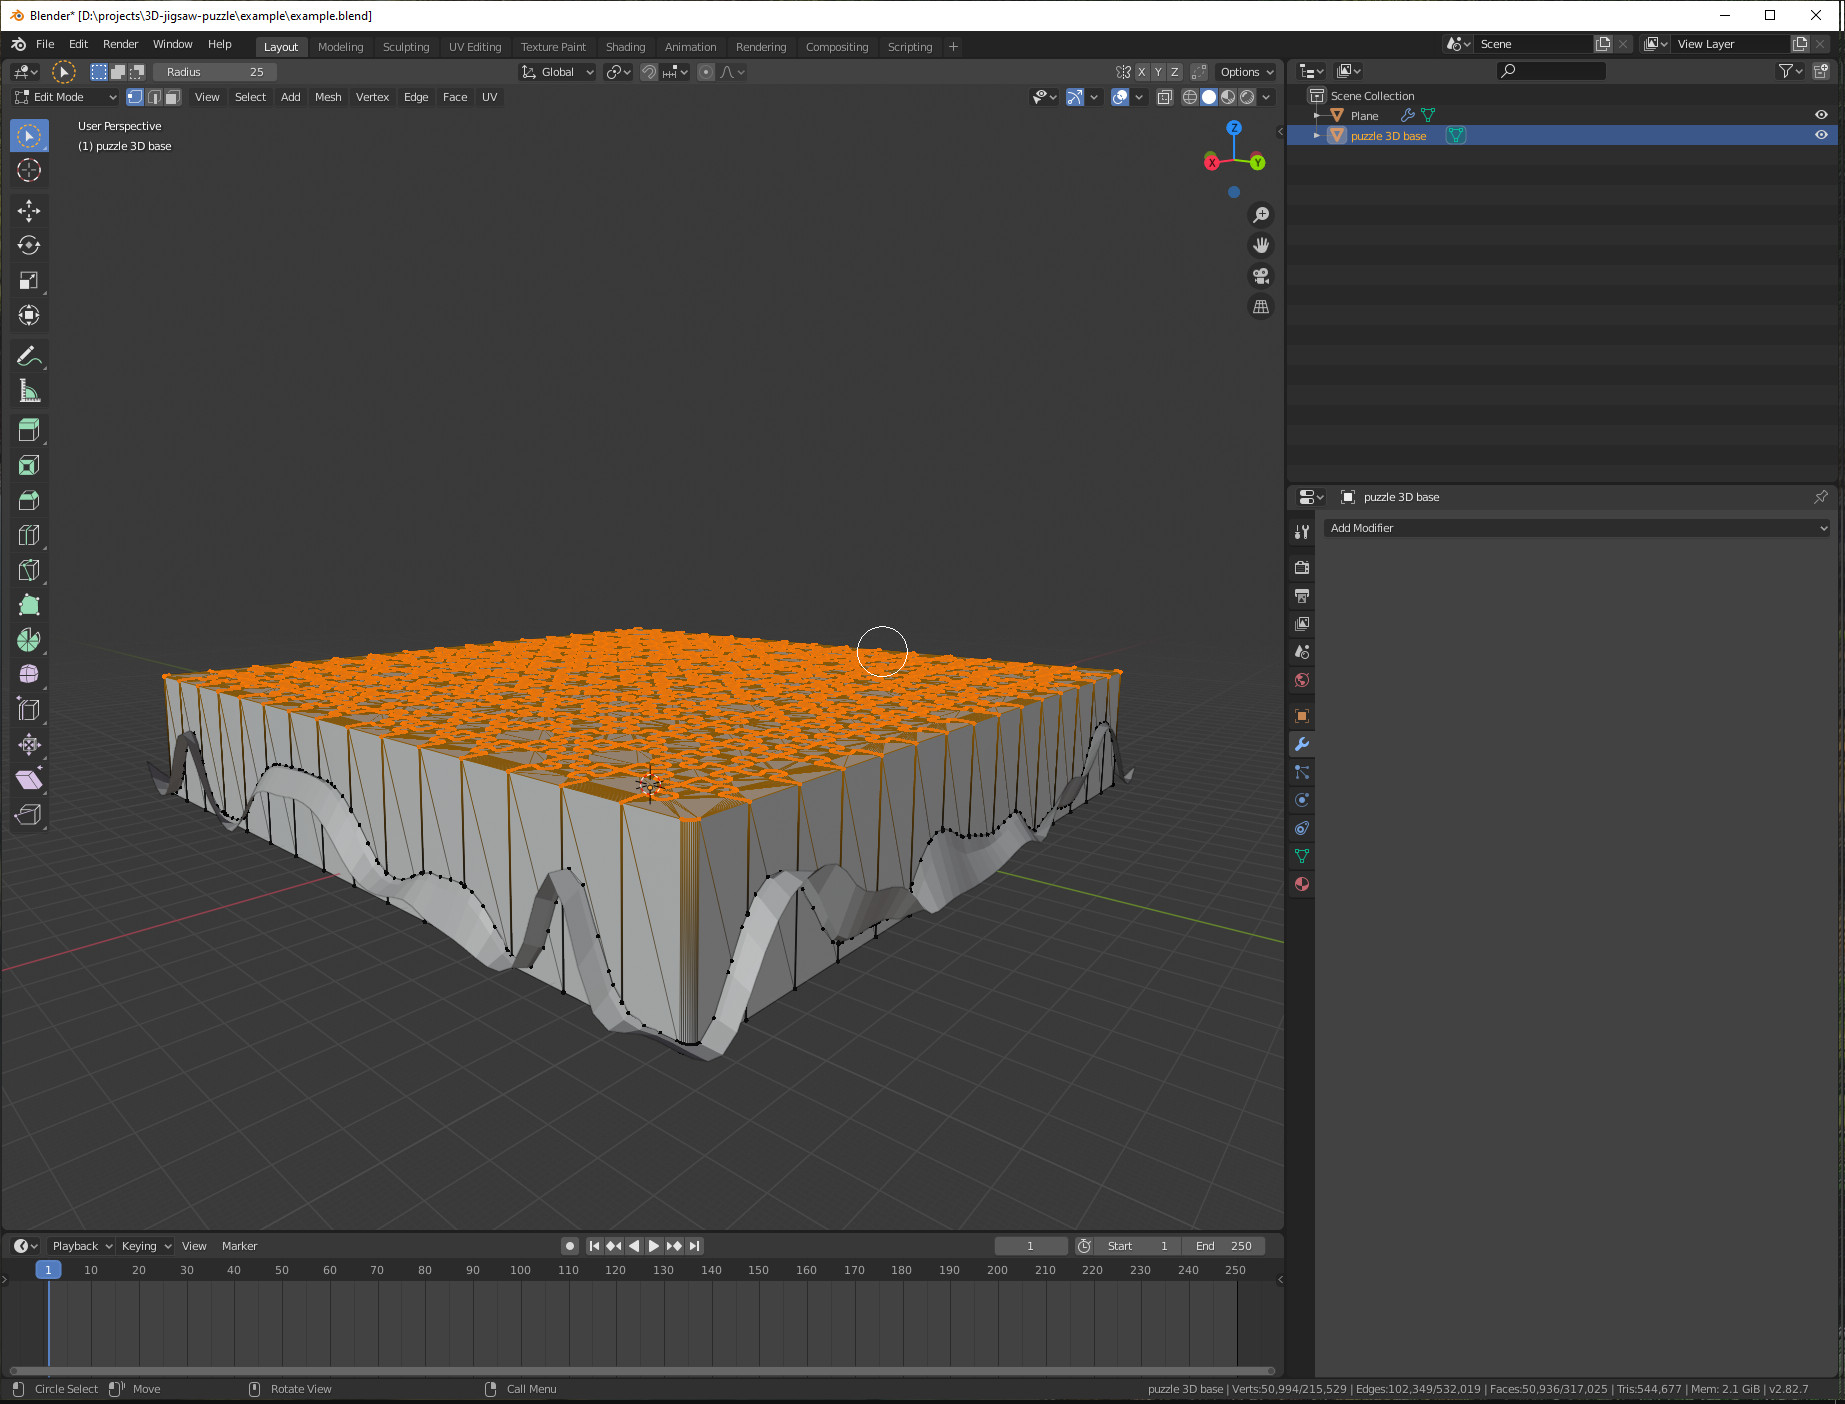 Blender* [D:\projects\3D-jigsaw-puzzle\example\example.blend]
File Edit Render Window Help Layout Modeling Sculpting UV Editing Texture Paint Shading Animation Rendering Compositing Scripting + Scene View Layer
Radius 25 Global X Y Z Options
Edit Mode View Select Add Mesh Vertex Edge Face UV
Scene Collection
Plane
puzzle 3D base
User Perspective
(1) puzzle 3D base
Z
X Y
puzzle 3D base
Add Modifier
Playback Keying View Marker 1 Start 1 End 250
1 10 20 30 40 50 60 70 80 90 100 110 120 130 140 150 160 170 180 190 200 210 220 230 240 250
Circle Select Move Rotate View Call Menu puzzle 3D base | Verts:50,994/215,529 | Edges:102,349/532,019 | Faces:50,936/317,025 | Tris:544,677 | Mem: 2.1 GiB | v2.82.7